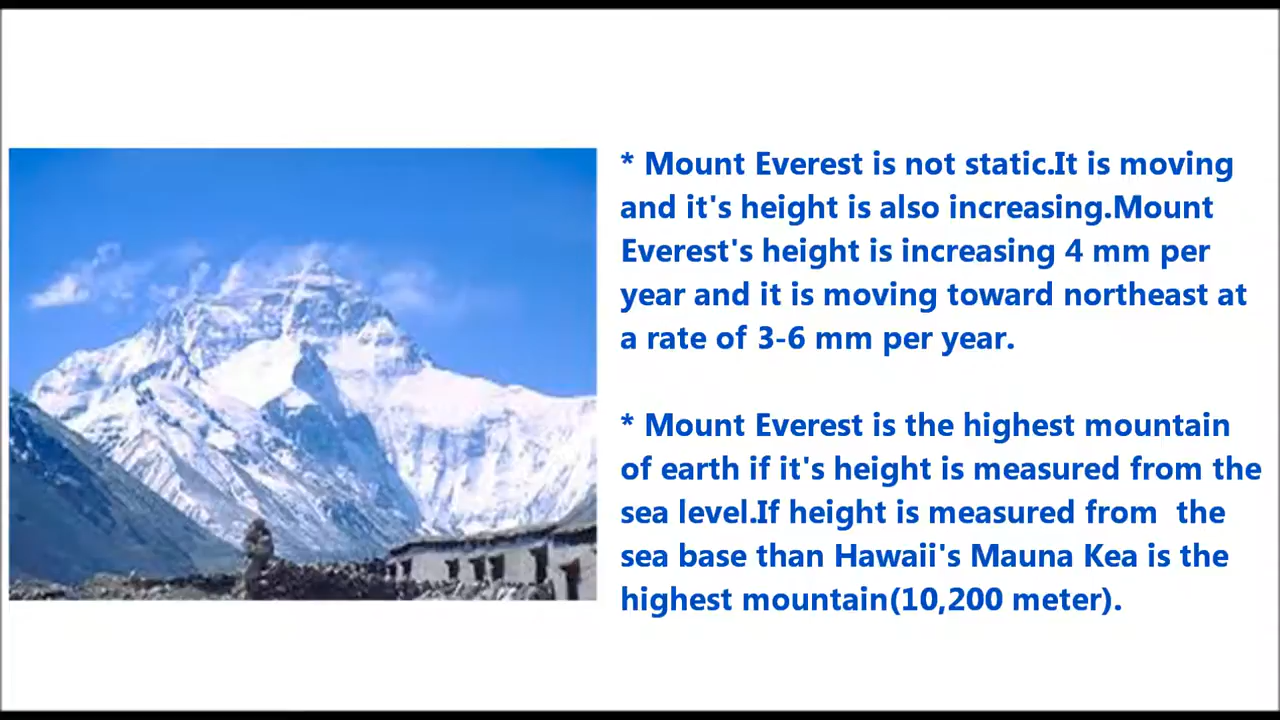 * Mount Everest is not static.It is moving
and it's height is also increasing.Mount
Everest's height is increasing 4 mm per
year and it is moving toward northeast at
a rate of 3-6 mm per year.
* Mount Everest is the highest mountain
of earth if it's height is measured from the
sea level.If height is measured from  the
sea base than Hawaii's Mauna Kea is the
highest mountain(10,200 meter).